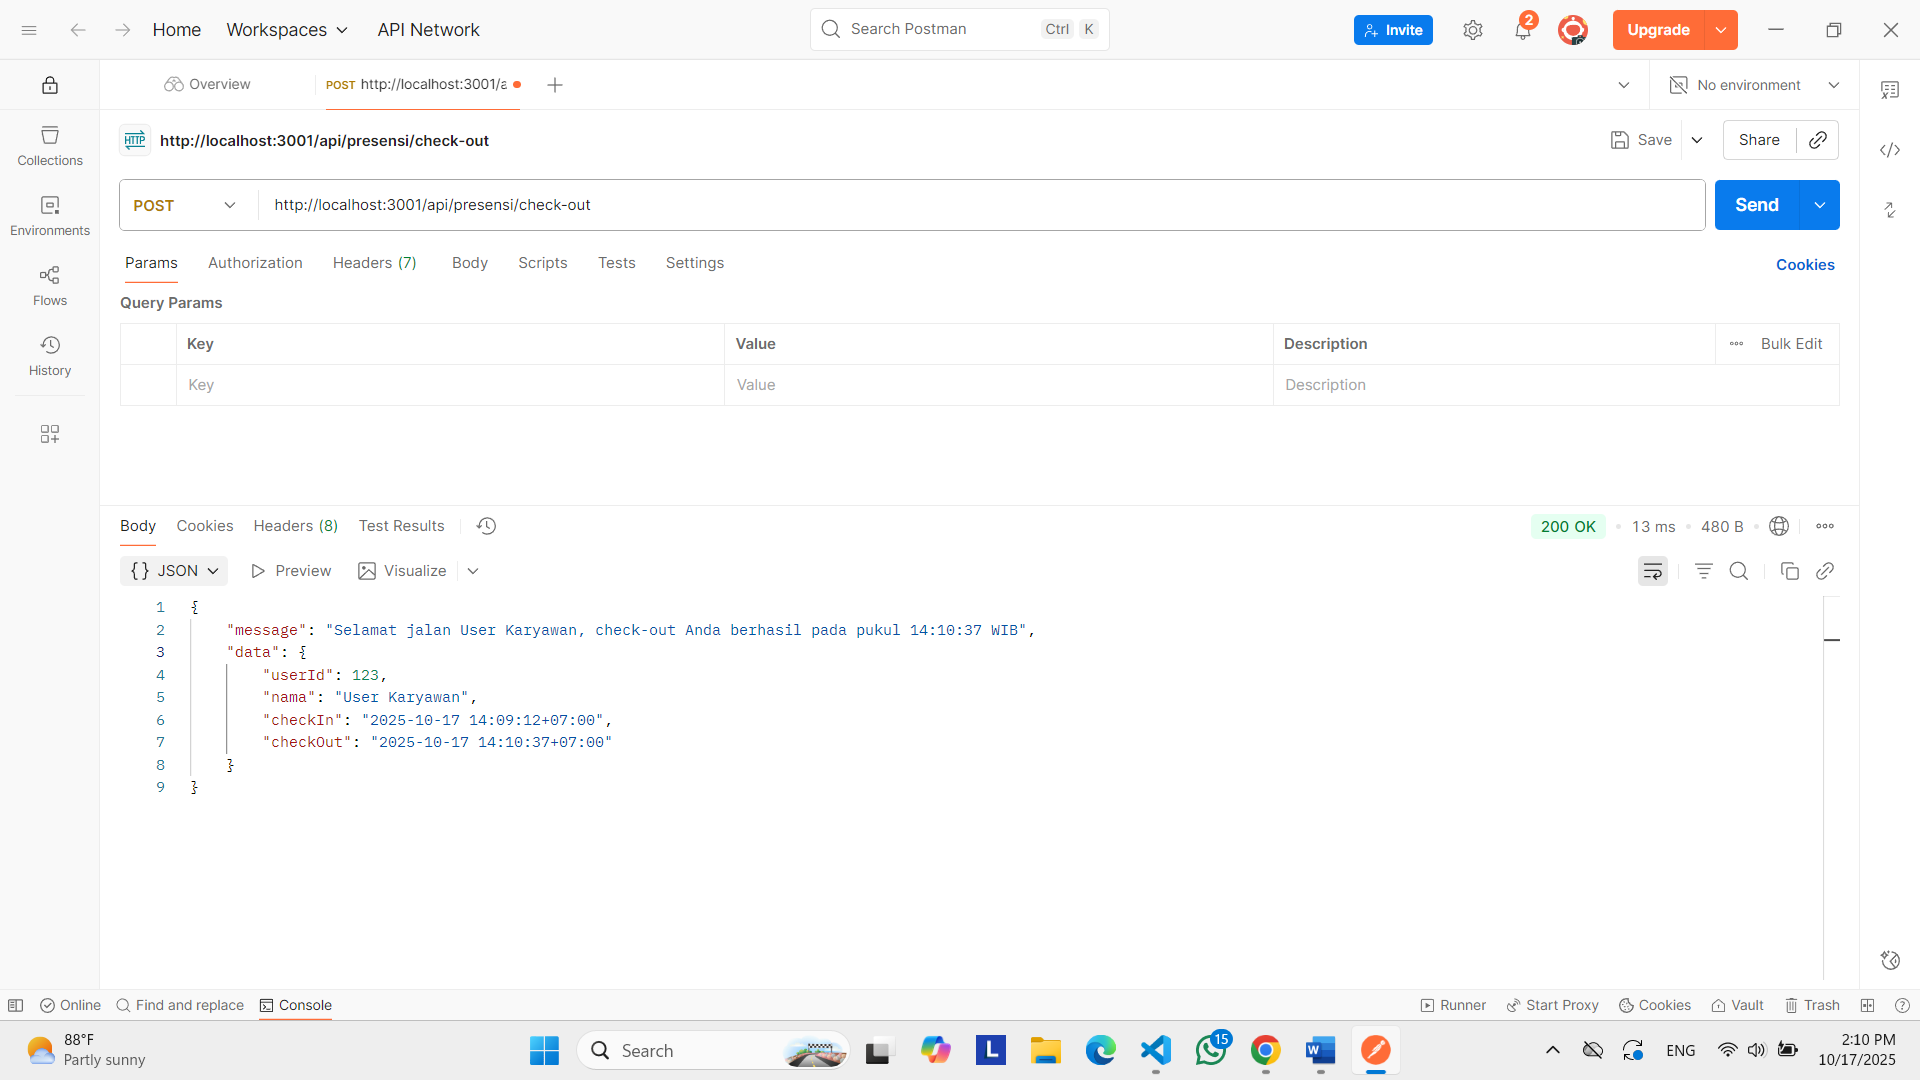 Home Workspaces API Network Search Postman Ctrl K Invite 2 Upgrade
Overview POST http://localhost:3001/a No environment
HTTP http://localhost:3001/api/presensi/check-out Save Share
POST http://localhost:3001/api/presensi/check-out Send
Collections
Environments
Flows
History
Params Authorization Headers (7) Body Scripts Tests Settings Cookies
Query Params
Key Value Description Bulk Edit
Key Value Description
Body Cookies Headers (8) Test Results 200 OK 13 ms 480 B
{} JSON Preview Visualize
1 {
2 "message": "Selamat jalan User Karyawan, check-out Anda berhasil pada pukul 14:10:37 WIB",
3 "data": {
4 "userId": 123,
5 "nama": "User Karyawan",
6 "checkIn": "2025-10-17 14:09:12+07:00",
7 "checkOut": "2025-10-17 14:10:37+07:00"
8 }
9 }
Online Find and replace Console Runner Start Proxy Cookies Vault Trash
88°F
Partly sunny
Search
L
15
W
ENG
2:10 PM
10/17/2025